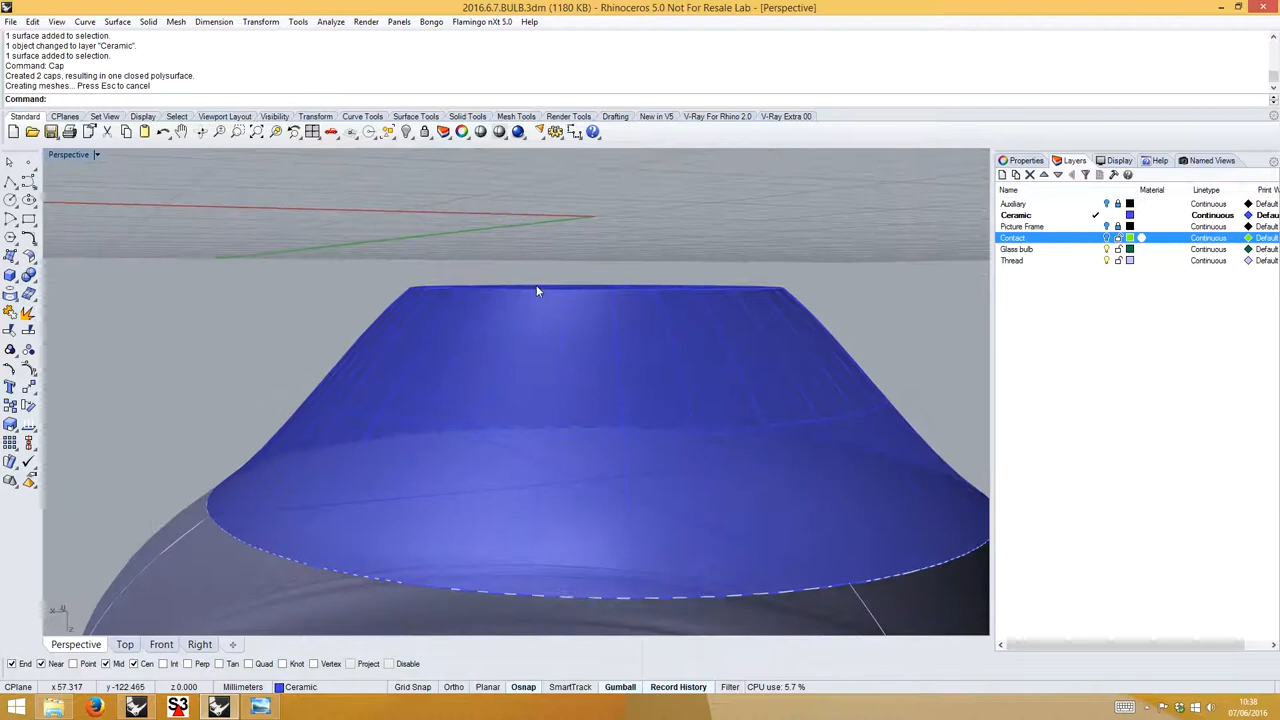 2016.6.7.BULB.3dm (1180 KB) - Rhinoceros 5.0 Not For Resale Lab - [Perspective]
File Edit View Curve Surface Solid Mesh Dimension Transform Tools Analyze Render Panels Bongo Flamingo nXt 5.0 Help
1 surface added to selection.
1 object changed to layer "Ceramic".
1 surface added to selection.
Command: Cap
Created 2 caps, resulting in one closed polysurface.
Creating meshes... Press Esc to cancel
Command:
Standard CPlanes Set View Display Select Viewport Layout Visibility Transform Curve Tools Surface Tools Solid Tools Mesh Tools Render Tools Drafting New in V5 V-Ray For Rhino 2.0 V-Ray Extra 00
Perspective
Properties Layers Display Help Named Views
Name Material Linetype Print W
Auxiliary Continuous Default
Ceramic Continuous Defau
Picture Frame Continuous Default
Contact Continuous Default
Glass bulb Continuous Default
Thread Continuous Default
Perspective Top Front Right
End Near Point Mid Cen Int Perp Tan Quad Knot Vertex Project Disable
CPlane x 57.317 y -122.465 z 0.000 Millimeters Ceramic Grid Snap Ortho Planar Osnap SmartTrack Gumball Record History Filter CPU use: 5.7 %
10:38
07/06/2016